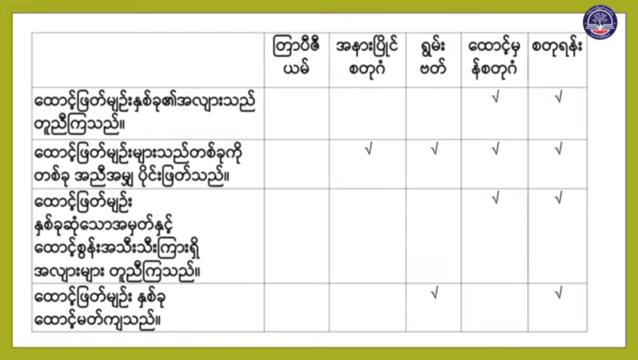 တြာပီဇီယမ် အနားပြိုင်စတုဂံ ရွမ်းဗတ် ထောင့်မှန်စတုဂံ စတုရန်း
ထောင့်ဖြတ်မျဉ်းနှစ်ခု၏အလျားသည် √ √
တူညီကြသည်။
ထောင့်ဖြတ်မျဉ်းများသည်တစ်ခုကို √ √ √ √
တစ်ခု အညီအမျှ ပိုင်းဖြတ်သည်။
ထောင့်ဖြတ်မျဉ်း √ √
နှစ်ခုဆုံသောအမှတ်နှင့်
ထောင့်စွန်းအသီးသီးကြားရှိ
အလျားများ တူညီကြသည်။
ထောင့်ဖြတ်မျဉ်း နှစ်ခု √ √
ထောင့်မတ်ကျသည်။